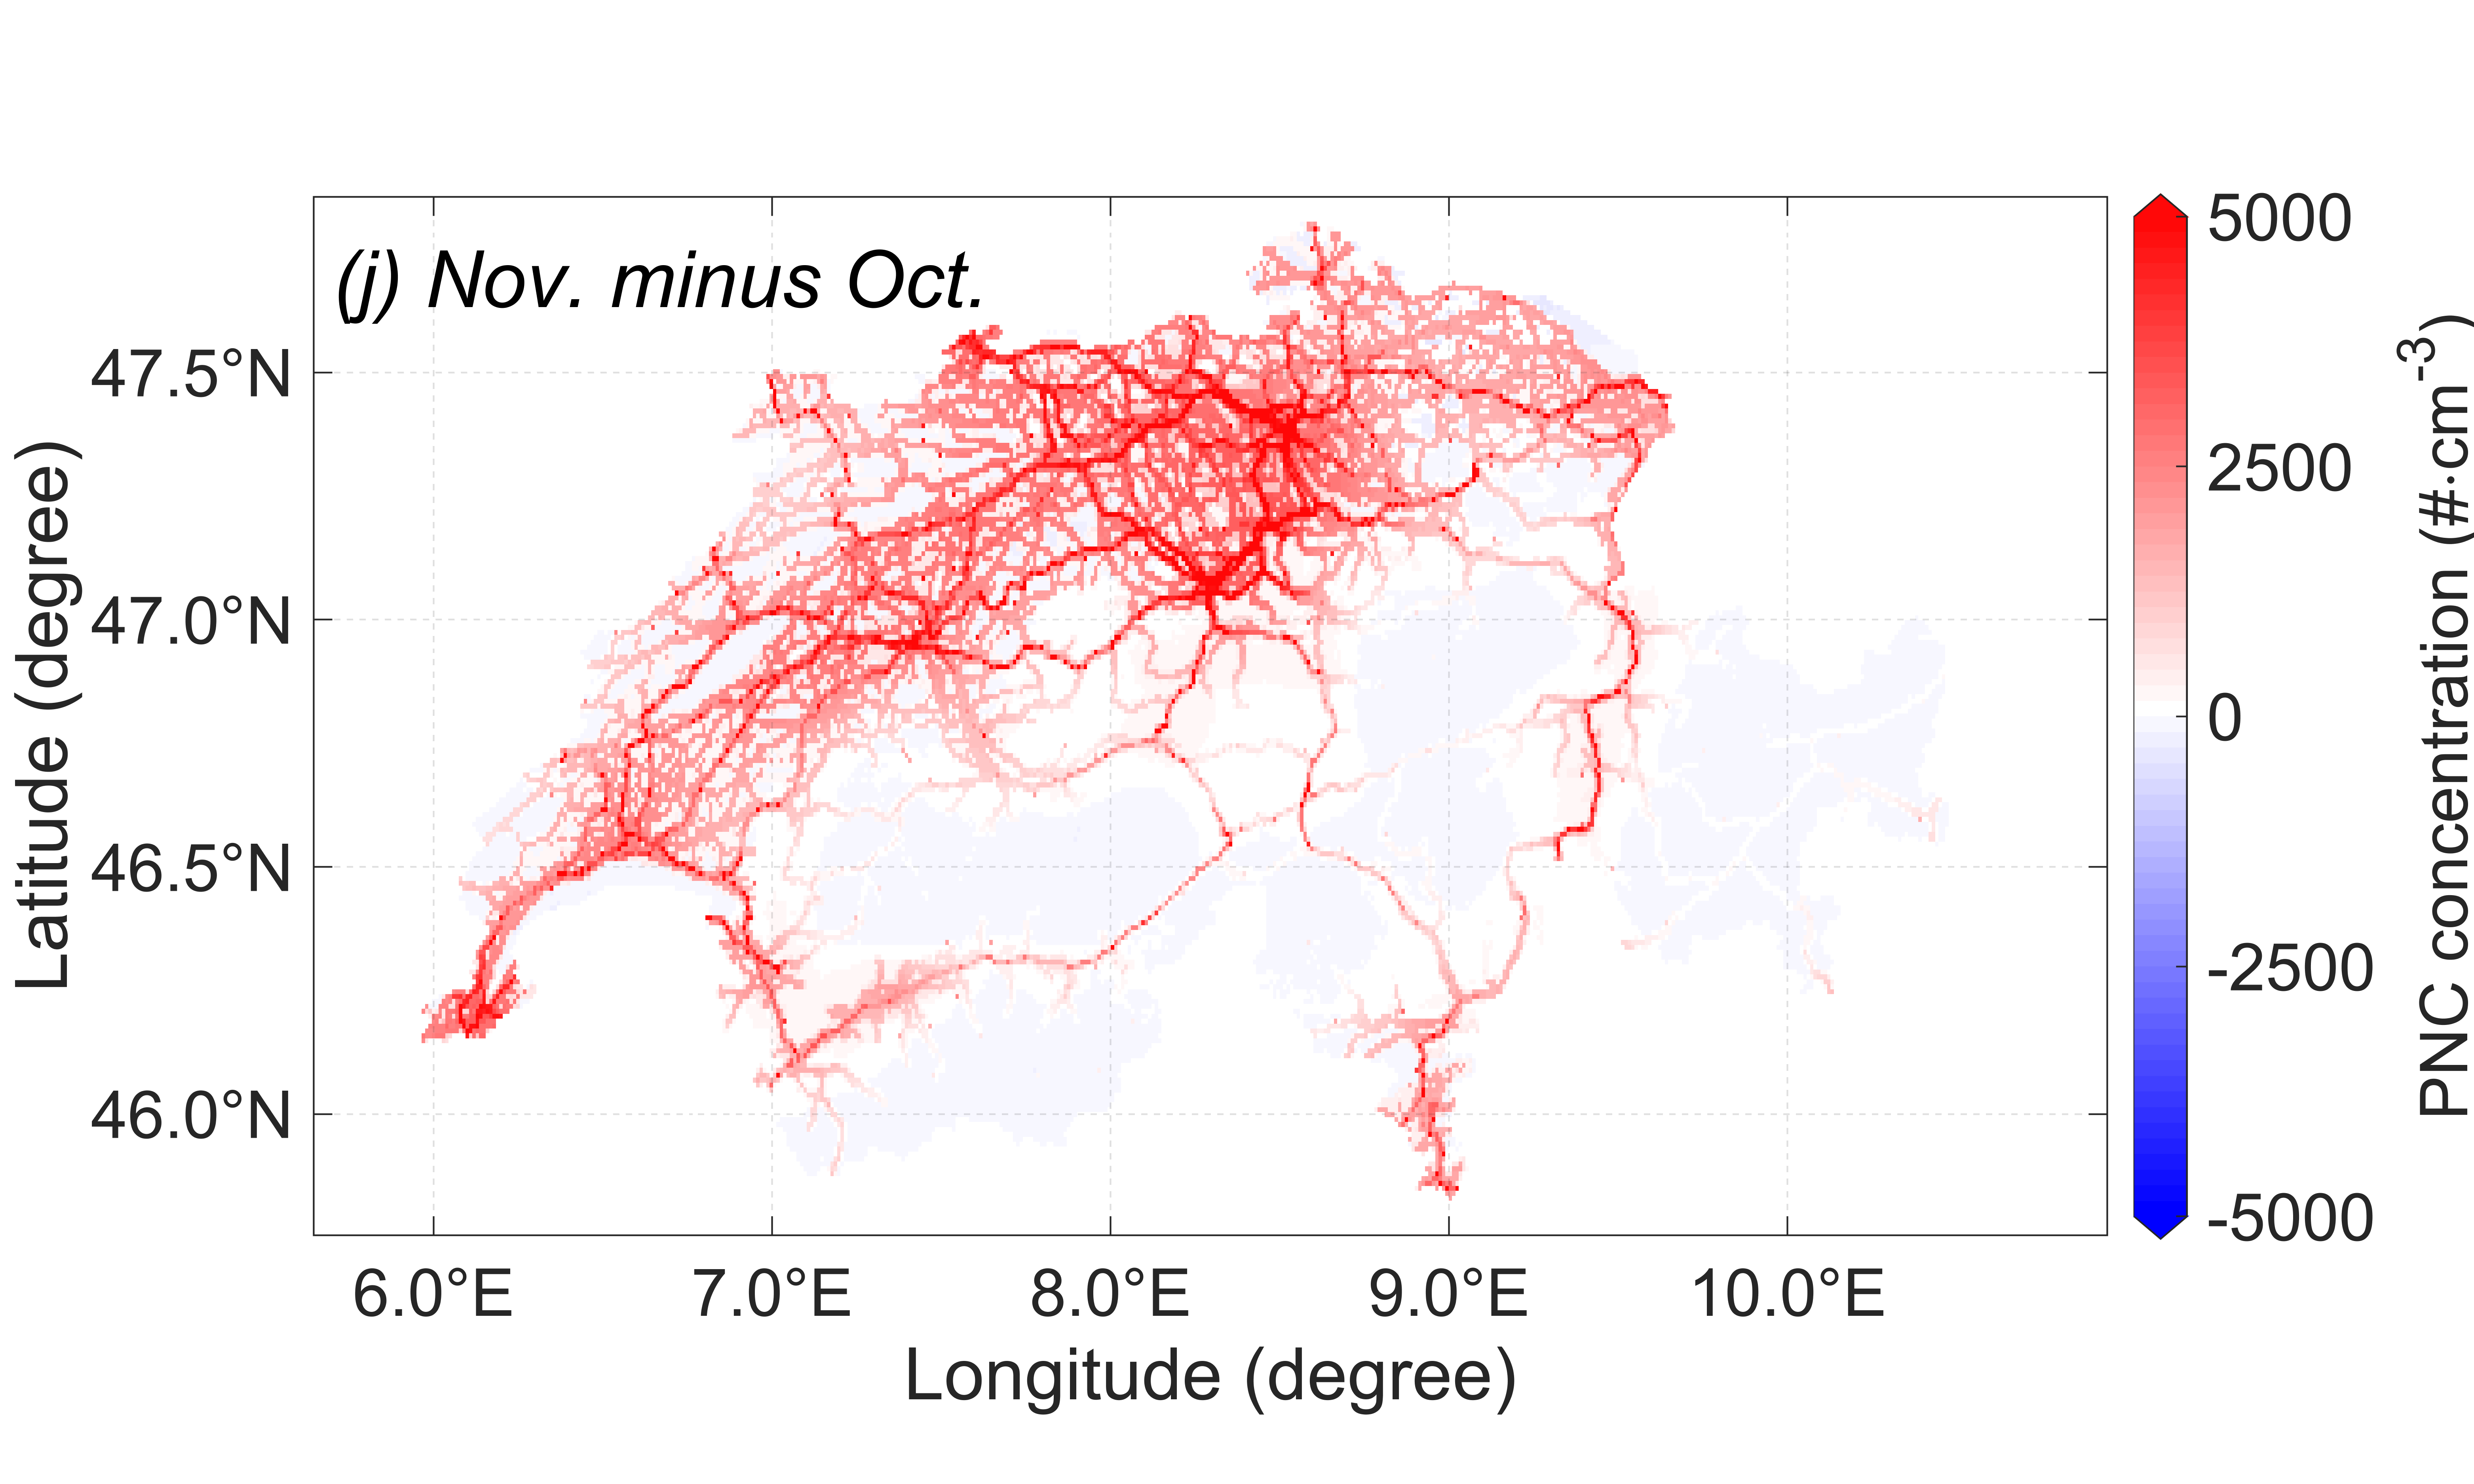 (j) Nov. minus Oct.
47.5°N
47.0°N
46.5°N
46.0°N
Latitude (degree)
6.0°E
7.0°E
8.0°E
9.0°E
10.0°E
Longitude (degree)
5000
2500
0
-2500
-5000
PNC concentration (#·cm⁻³)